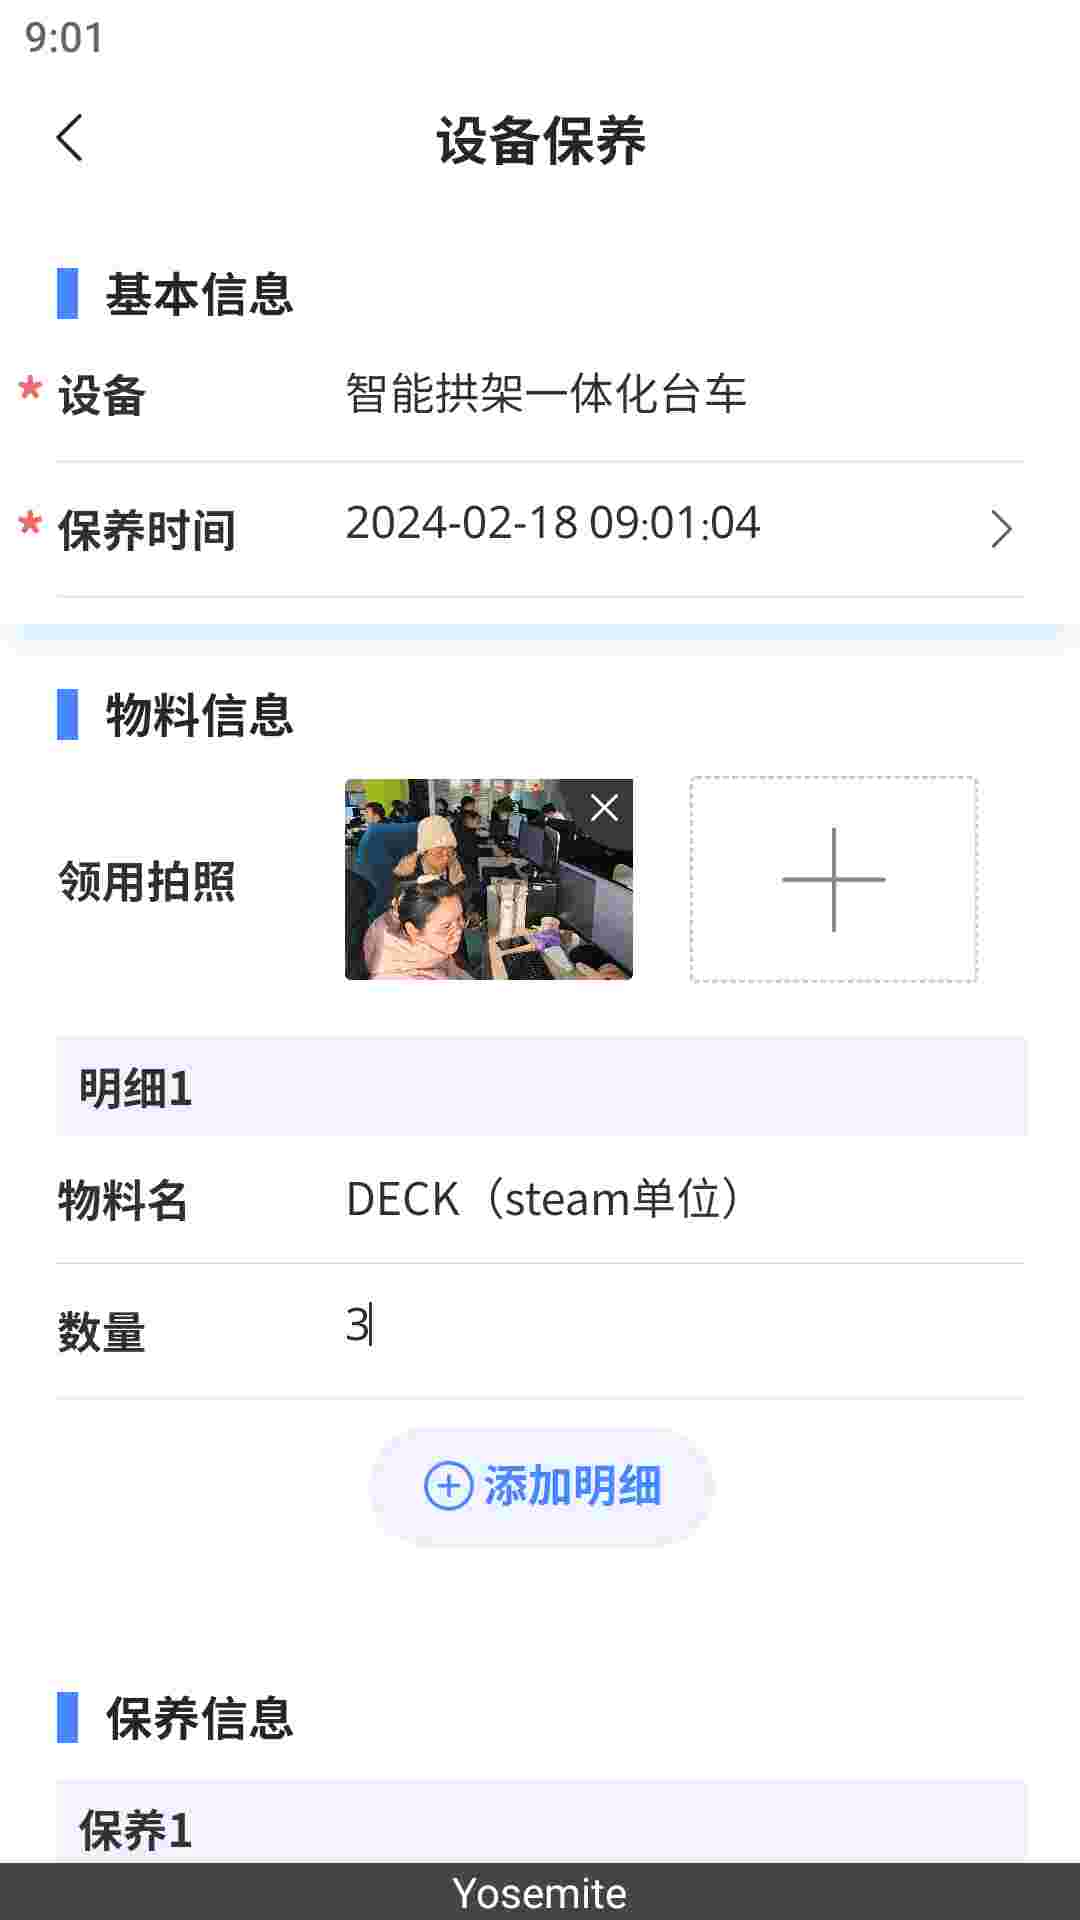 9:01
设备保养
基本信息
* 设备 智能拱架一体化台车
* 保养时间 2024-02-18 09:01:04
物料信息
领用拍照
明细1
物料名 DECK（steam单位）
数量 3
添加明细
保养信息
保养1
Yosemite